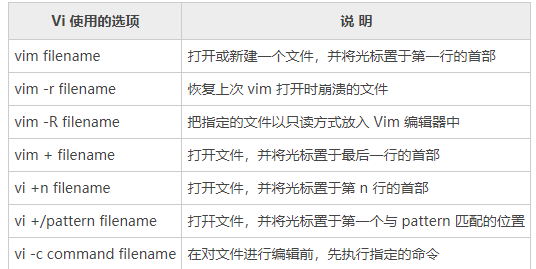 Vi 使用的选项 说 明
vim filename 打开或新建一个文件，并将光标置于第一行的首部
vim -r filename 恢复上次 vim 打开时崩溃的文件
vim -R filename 把指定的文件以只读方式放入 Vim 编辑器中
vim + filename 打开文件，并将光标置于最后一行的首部
vi +n filename 打开文件，并将光标置于第 n 行的首部
vi +/pattern filename 打开文件，并将光标置于第一个与 pattern 匹配的位置
vi -c command filename 在对文件进行编辑前，先执行指定的命令